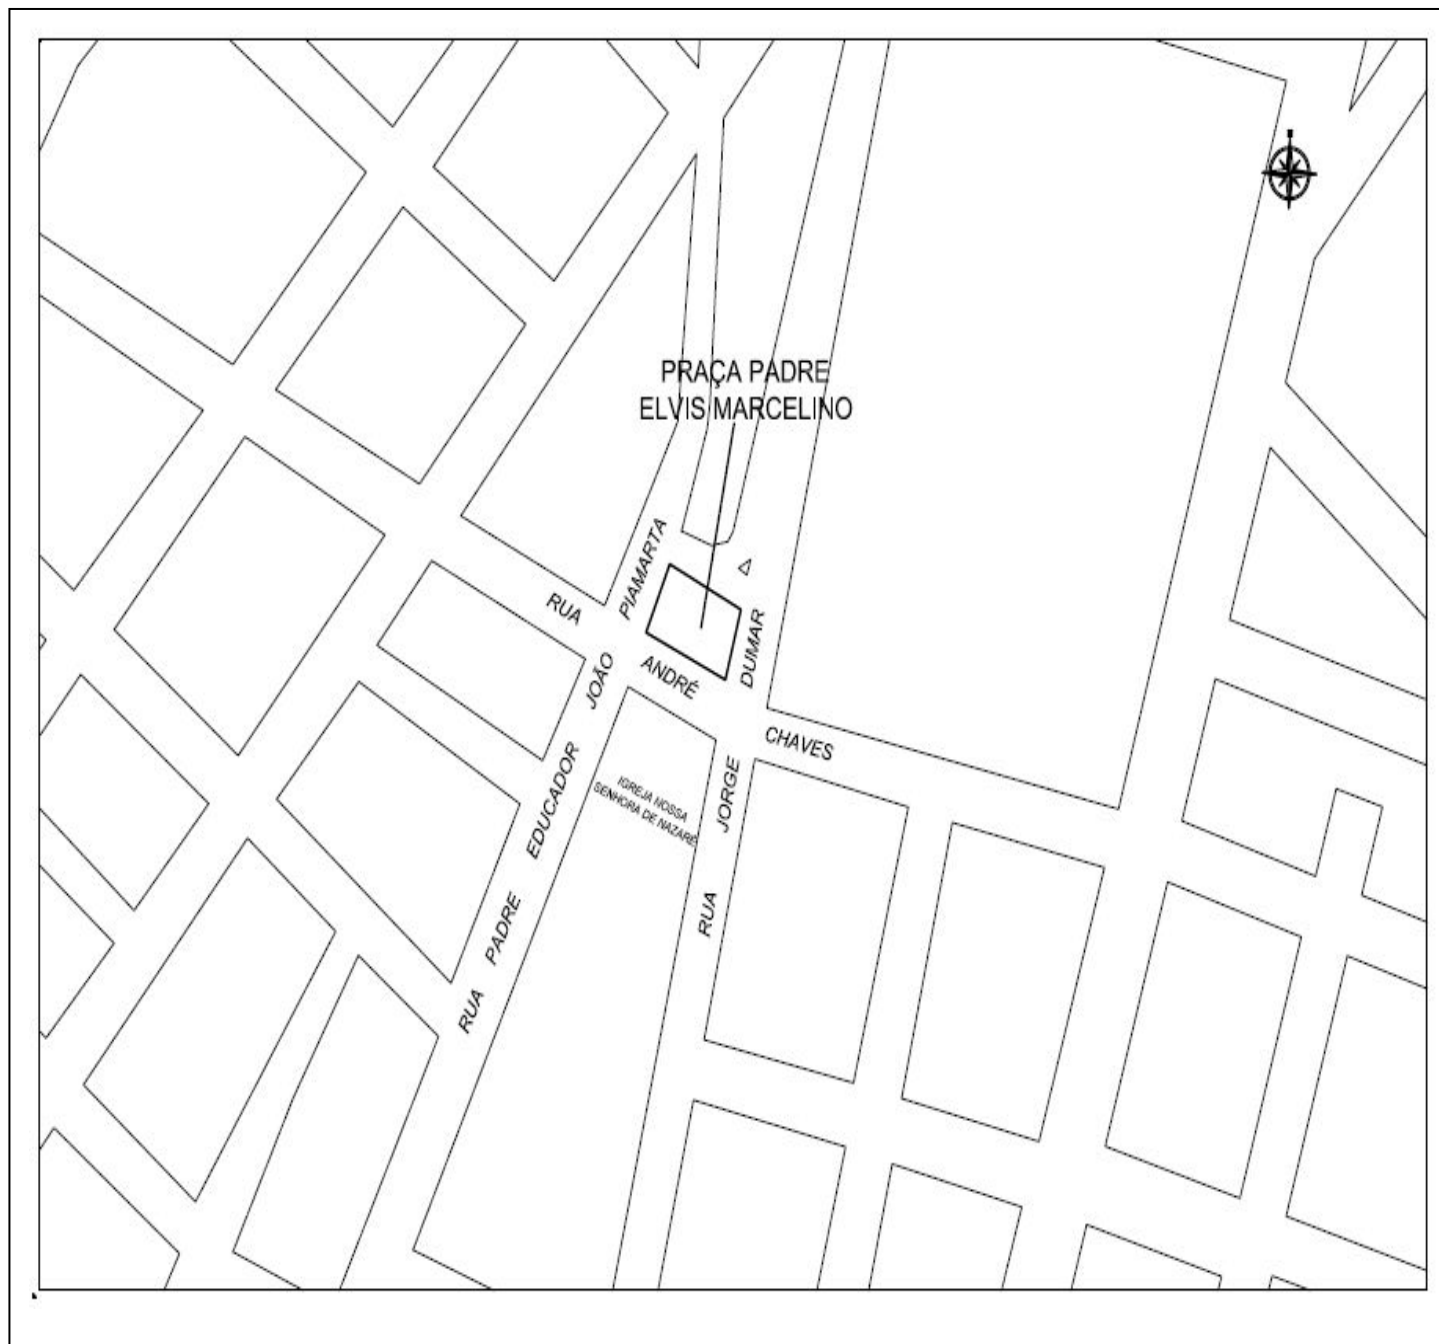 PRAÇA PADRE
ELVIS MARCELINO
RUA ANDRÉ CHAVES
RUA PADRE EDUCADOR JOÃO PIAMARTA
RUA JORGE DUMAR
IGREJA NOSSA
SENHORA DE NAZARÉ